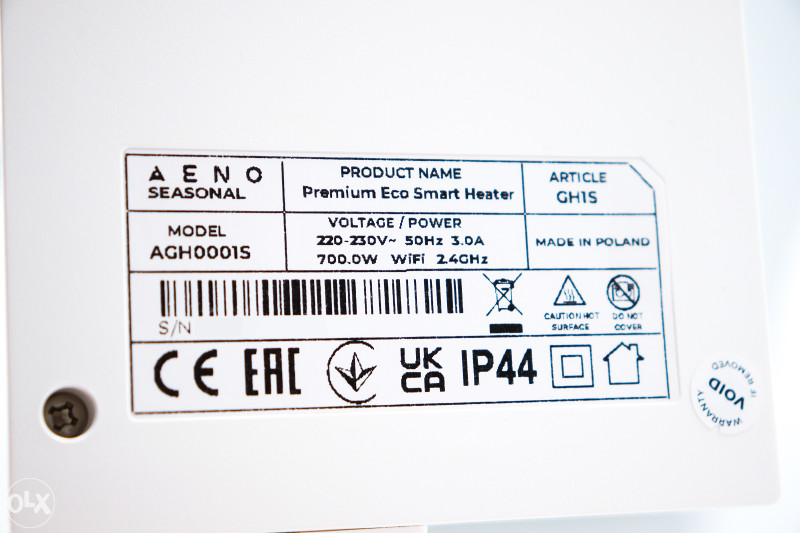 AENO
SEASONAL
PRODUCT NAME
Premium Eco Smart Heater
ARTICLE
GH1S
MODEL
AGH0001S
VOLTAGE / POWER
220-230V~ 50Hz 3.0A
700.0W WiFi 2.4GHz
MADE IN POLAND
S/N
CAUTION HOT
SURFACE
DO NOT
COVER
CE EAC UK
CA IP44
WARRANTY
VOID
IF REMOVED
OLX